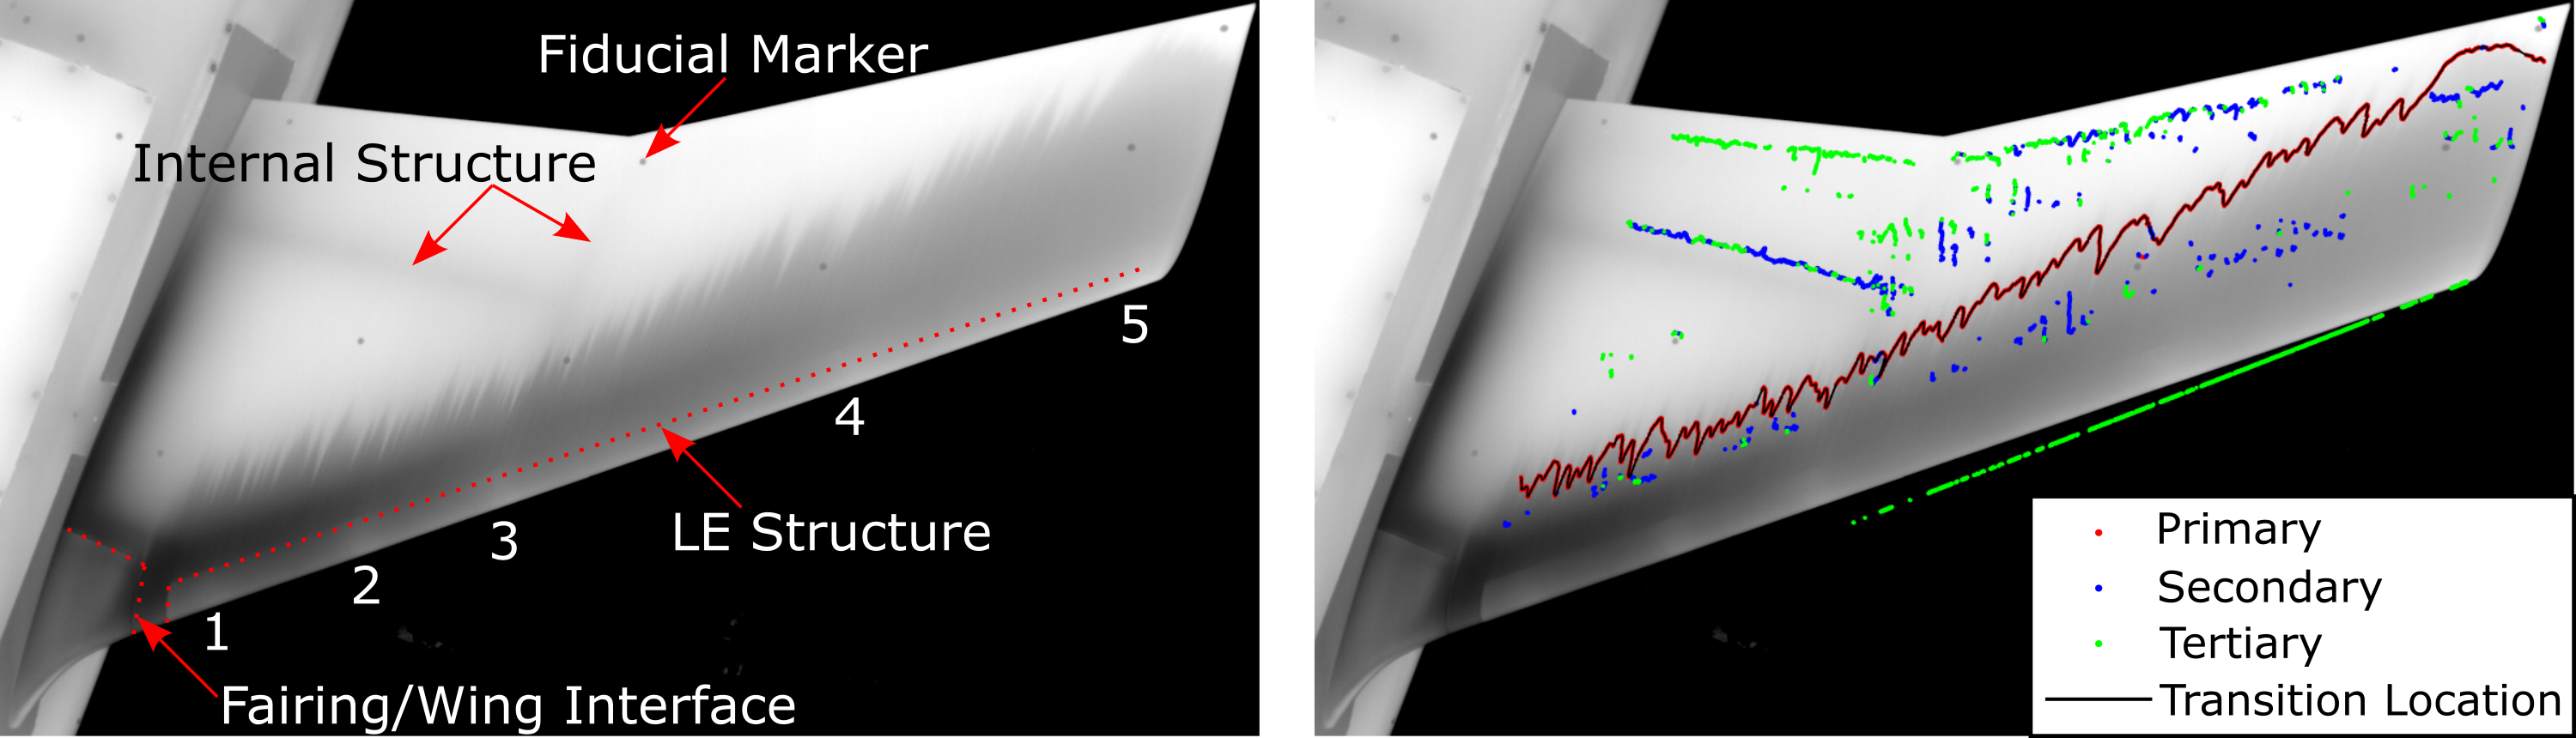 Fiducial Marker
Internal Structure
5
4
LE Structure
3
2
1
Fairing/Wing Interface
Primary
Secondary
Tertiary
Transition Location